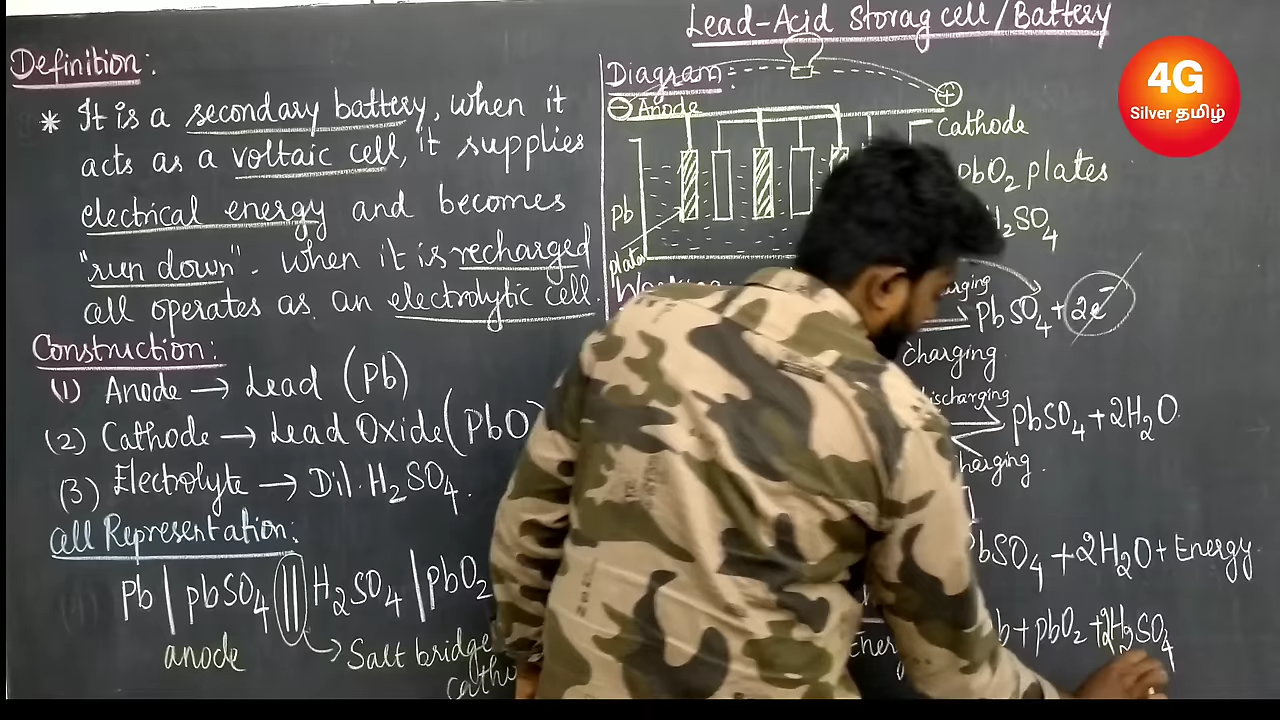 Lead-Acid Storag cell/Battery
Definition:
* It is a secondary battery, when it
acts as a voltaic cell, it supplies
electrical energy and becomes
"run down". when it is recharged
cell operates as an electrolytic cell.
Construction:
(1) Anode → Lead (Pb)
(2) Cathode → Lead Oxide (PbO
(3) Electrolyte → Dil. H₂SO₄.
cell Representation:
Pb | pbSO₄ || H₂SO₄ | pbO₂
anode
→ Salt bridge
Diagram:
⊖ Anode
⊕
Cathode
PbO₂ plates
H₂SO₄
Pb
plates
PbSO₄ + 2e⁻
Charging
discharging
PbSO₄ + 2H₂O
charging.
PbSO₄ + 2H₂O + Energy
+ pbO₂ + 2H₂SO₄
4G
Silver தமிழ்